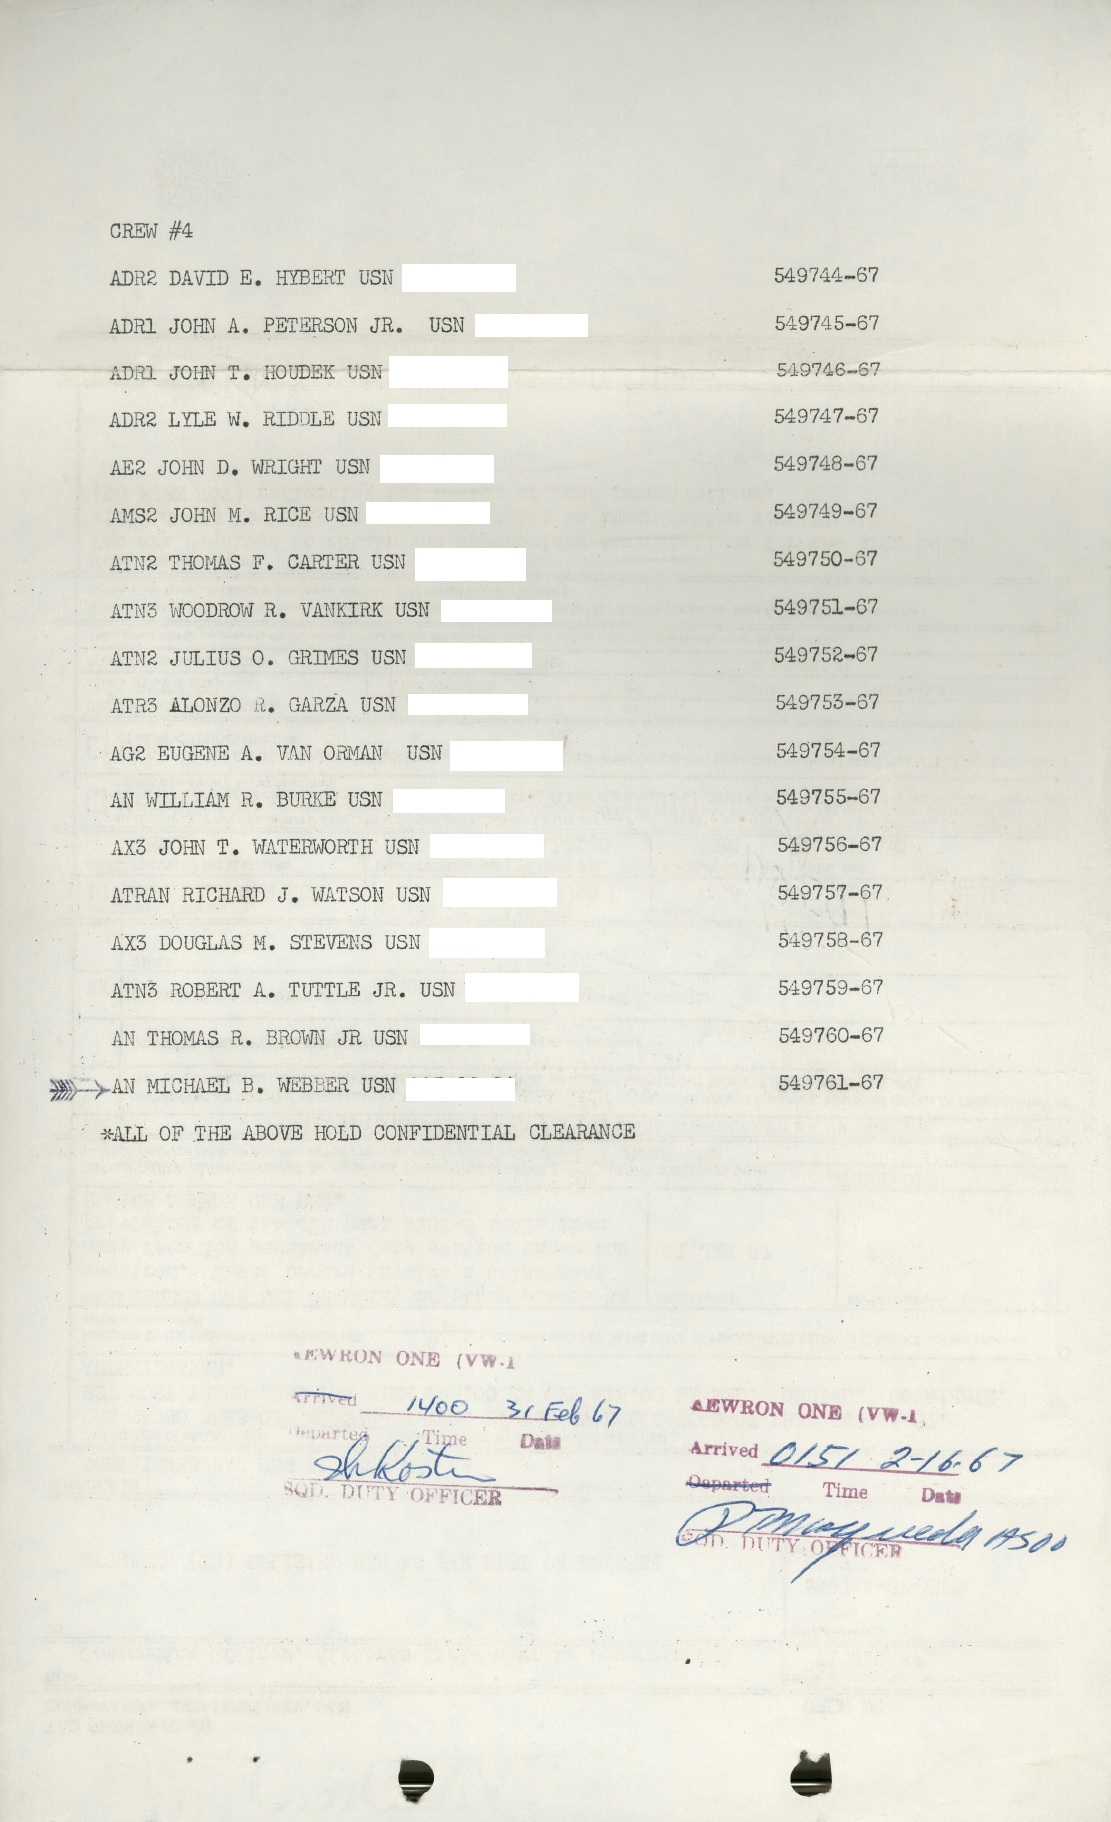 CREW #4
ADR2 DAVID E. HYBERT USN 549744-67
ADR1 JOHN A. PETERSON JR. USN 549745-67
ADR1 JOHN T. HOUDEK USN 549746-67
ADR2 LYLE W. RIDDLE USN 549747-67
AE2 JOHN D. WRIGHT USN 549748-67
AMS2 JOHN M. RICE USN 549749-67
ATN2 THOMAS F. CARTER USN 549750-67
ATN3 WOODROW R. VANKIRK USN 549751-67
ATN2 JULIUS O. GRIMES USN 549752-67
ATR3 ALONZO R. GARZA USN 549753-67
AG2 EUGENE A. VAN ORMAN USN 549754-67
AN WILLIAM R. BURKE USN 549755-67
AX3 JOHN T. WATERWORTH USN 549756-67
ATRAN RICHARD J. WATSON USN 549757-67
AX3 DOUGLAS M. STEVENS USN 549758-67
ATN3 ROBERT A. TUTTLE JR. USN 549759-67
AN THOMAS R. BROWN JR USN 549760-67
AN MICHAEL B. WEBBER USN 549761-67
*ALL OF THE ABOVE HOLD CONFIDENTIAL CLEARANCE
AEWRON ONE (VW-1
Arrived 1400 31 Feb 67
Departed Time Date
SQD. DUTY OFFICER
AEWRON ONE (VW-1
Arrived 0151 2-16-67
Departed Time Date
ASDO
SQD. DUTY OFFICER